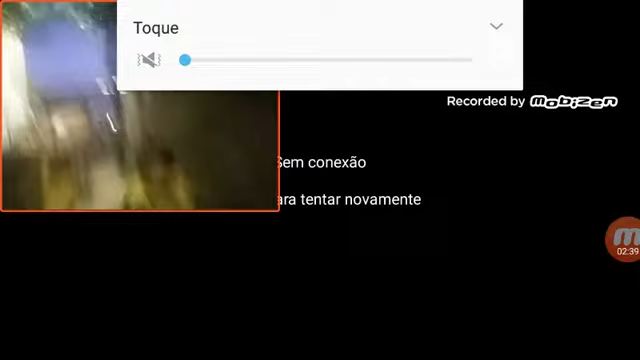 Toque
Recorded by mobizen
Sem conexão
ara tentar novamente
02:39